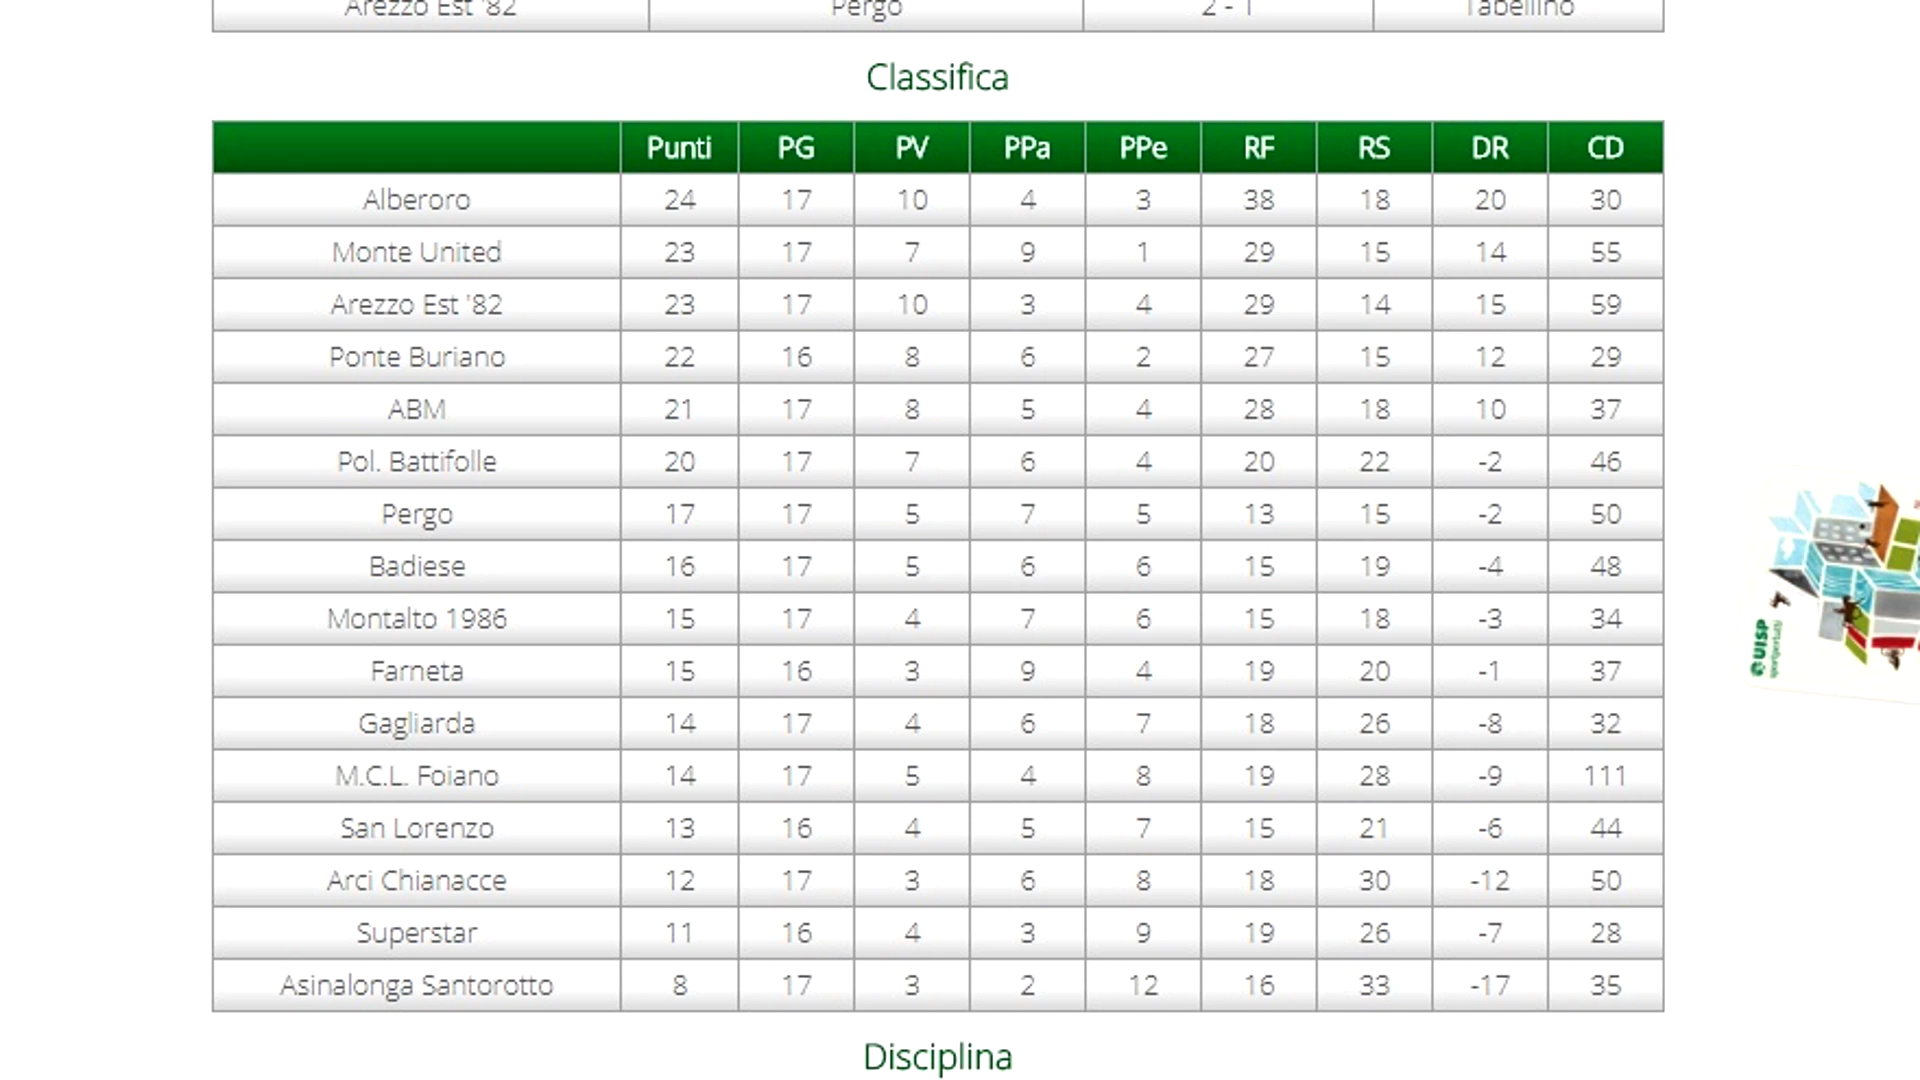 Arezzo Est '82 Pergo 2 - 1 Tabellino
Classifica
Punti PG PV PPa PPe RF RS DR CD
Alberoro 24 17 10 4 3 38 18 20 30
Monte United 23 17 7 9 1 29 15 14 55
Arezzo Est '82 23 17 10 3 4 29 14 15 59
Ponte Buriano 22 16 8 6 2 27 15 12 29
ABM 21 17 8 5 4 28 18 10 37
Pol. Battifolle 20 17 7 6 4 20 22 -2 46
Pergo 17 17 5 7 5 13 15 -2 50
Badiese 16 17 5 6 6 15 19 -4 48
Montalto 1986 15 17 4 7 6 15 18 -3 34
Farneta 15 16 3 9 4 19 20 -1 37
Gagliarda 14 17 4 6 7 18 26 -8 32
M.C.L. Foiano 14 17 5 4 8 19 28 -9 111
San Lorenzo 13 16 4 5 7 15 21 -6 44
Arci Chianacce 12 17 3 6 8 18 30 -12 50
Superstar 11 16 4 3 9 19 26 -7 28
Asinalonga Santorotto 8 17 3 2 12 16 33 -17 35
Disciplina
UISP
sportpertutti